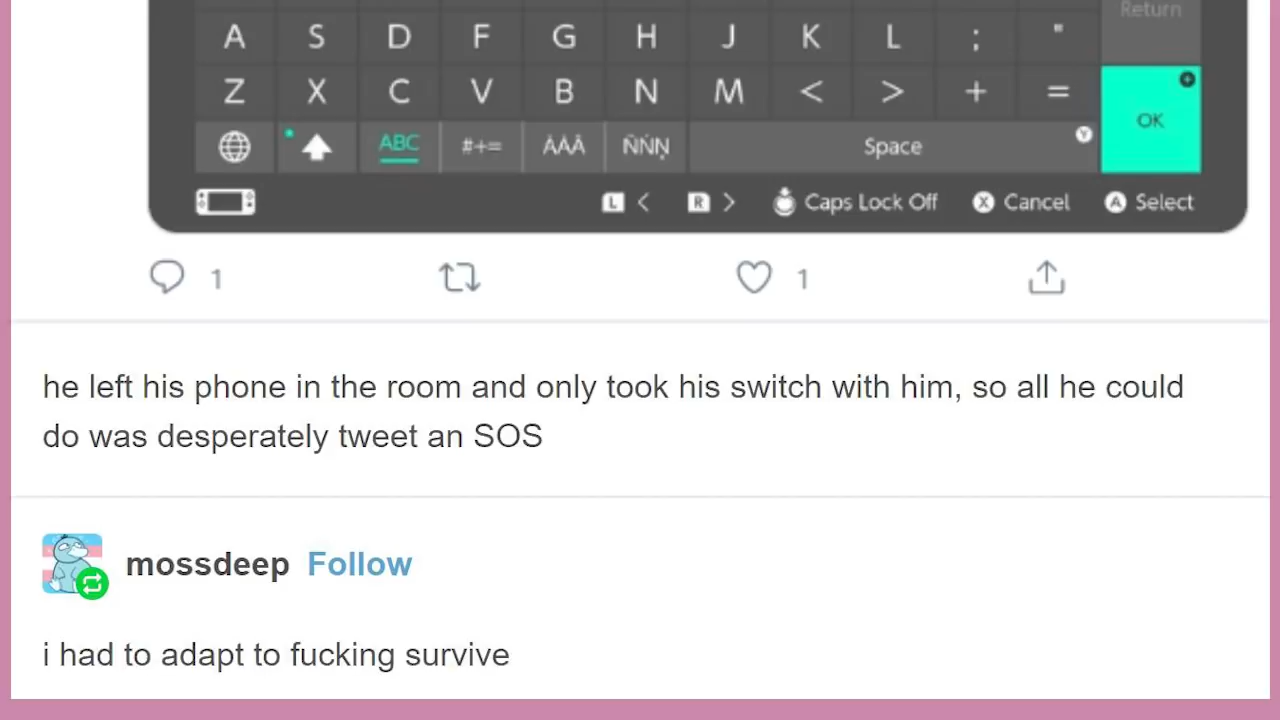 Return
A S D F G H J K L ; "
Z X C V B N M < > + =
ABC #+= ÄÀÂ ÑŃŅ Space OK
L < R > Caps Lock Off X Cancel A Select
1 1
he left his phone in the room and only took his switch with him, so all he could
do was desperately tweet an SOS
mossdeep Follow
i had to adapt to fucking survive